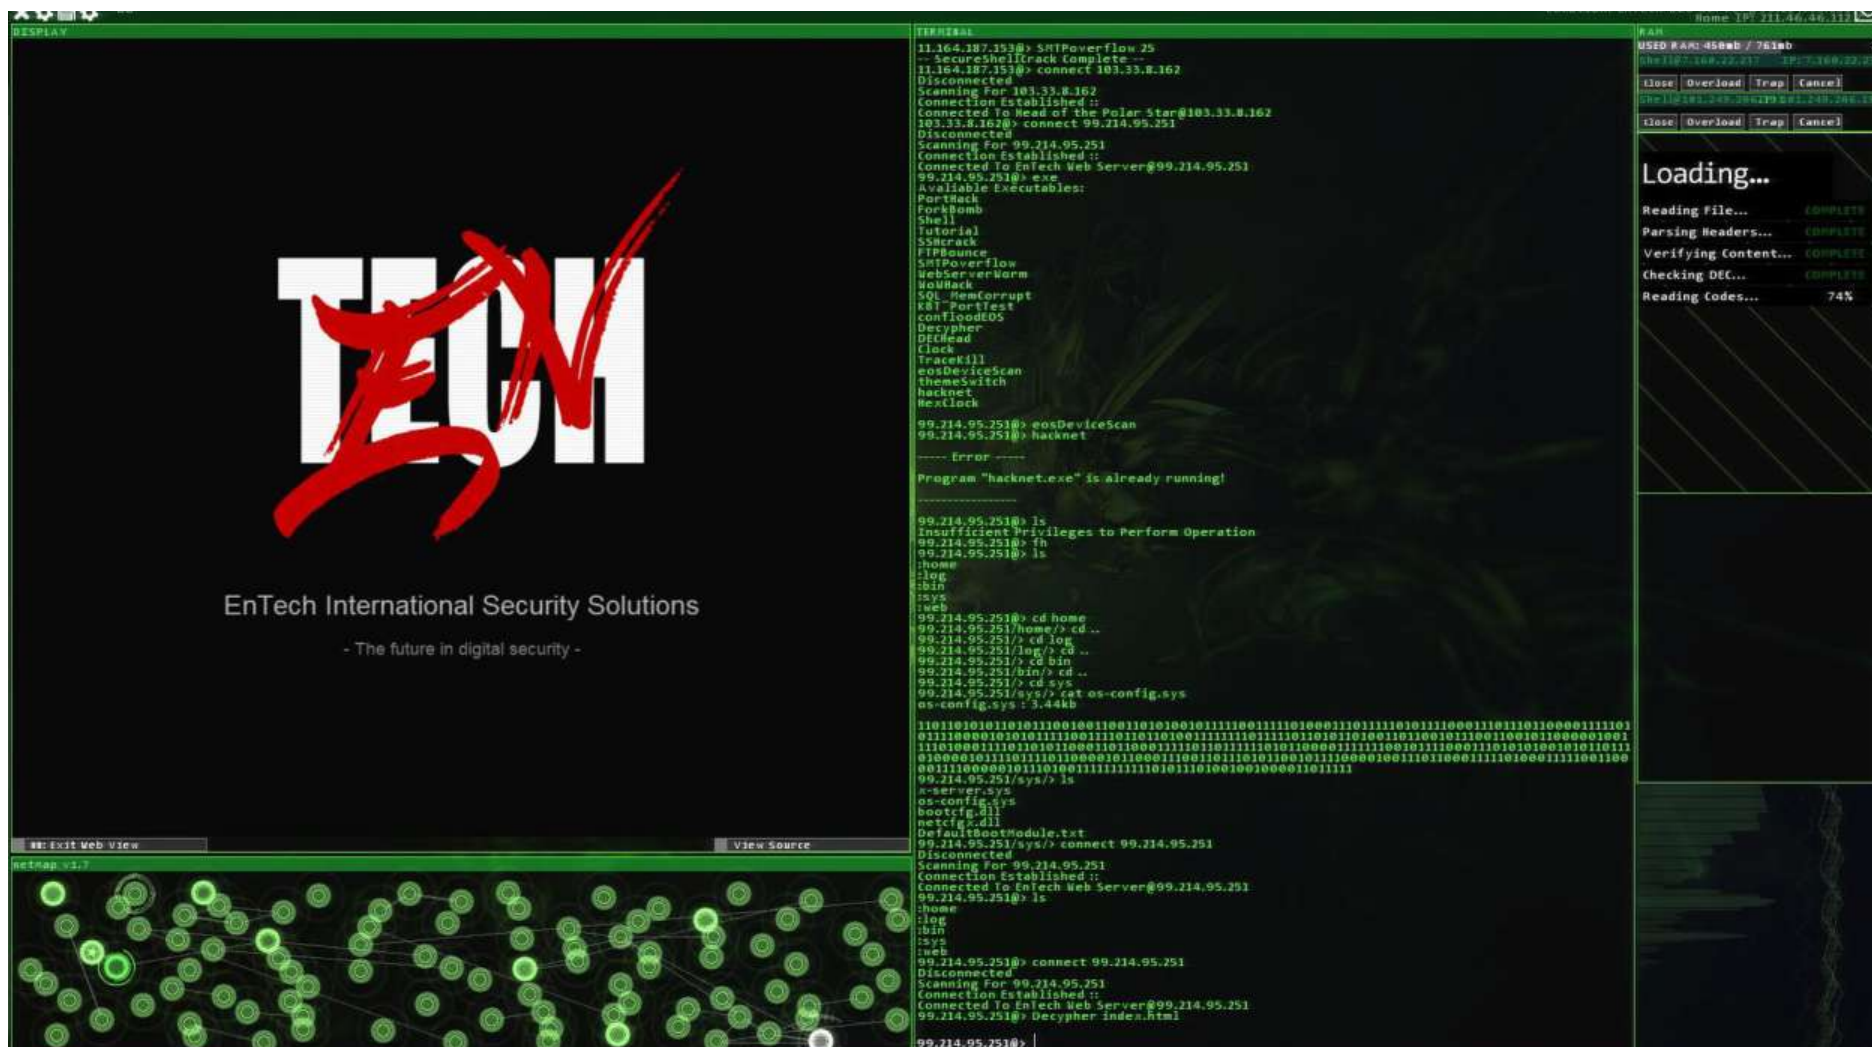 Home IP: 211.46.46.112
DISPLAY
TECH
EN
EnTech International Security Solutions
- The future in digital security -
Exit Web View
View Source
netMap v1.7
TERMINAL
11.164.187.153@> SMTPoverflow 25
-- SecureShellCrack Complete --
11.164.187.153@> connect 103.33.8.162
Disconnected
Scanning For 103.33.8.162
Connection Established ::
Connected To Head of the Polar Star@103.33.8.162
103.33.8.162@> connect 99.214.95.251
Disconnected
Scanning For 99.214.95.251
Connection Established ::
Connected To EnTech Web Server@99.214.95.251
99.214.95.251@> exe
Avaliable Executables:
PortHack
ForkBomb
Shell
Tutorial
SSHcrack
FTPBounce
SMTPoverflow
WebServerWorm
WoWHack
SQL_MemCorrupt
KBT_PortTest
confloodEOS
Decypher
DECHead
Clock
TraceKill
eosDeviceScan
themeSwitch
hacknet
HexClock
99.214.95.251@> eosDeviceScan
99.214.95.251@> hacknet
----- Error -----
Program "hacknet.exe" is already running!
-----------------
99.214.95.251@> ls
Insufficient Privileges to Perform Operation
99.214.95.251@> fh
99.214.95.251@> ls
:home
:log
:bin
:sys
:web
99.214.95.251@> cd home
99.214.95.251/home/> cd ..
99.214.95.251/> cd log
99.214.95.251/log/> cd ..
99.214.95.251/> cd bin
99.214.95.251/bin/> cd ..
99.214.95.251/> cd sys
99.214.95.251/sys/> cat os-config.sys
os-config.sys : 3.44kb
99.214.95.251/sys/> ls
x-server.sys
os-config.sys
bootcfg.dll
netcfgx.dll
DefaultBootModule.txt
99.214.95.251/sys/> connect 99.214.95.251
Disconnected
Scanning For 99.214.95.251
Connection Established ::
Connected To EnTech Web Server@99.214.95.251
99.214.95.251@> ls
:home
:log
:bin
:sys
:web
99.214.95.251@> connect 99.214.95.251
Disconnected
Scanning For 99.214.95.251
Connection Established ::
Connected To EnTech Web Server@99.214.95.251
99.214.95.251@> Decypher index.html
99.214.95.251@>
RAM
USED RAM: 450mb / 761mb
Close Overload Trap Cancel
Close Overload Trap Cancel
Loading...
Reading File... COMPLETE
Parsing Headers... COMPLETE
Verifying Content... COMPLETE
Checking DEC... COMPLETE
Reading Codes... 74%